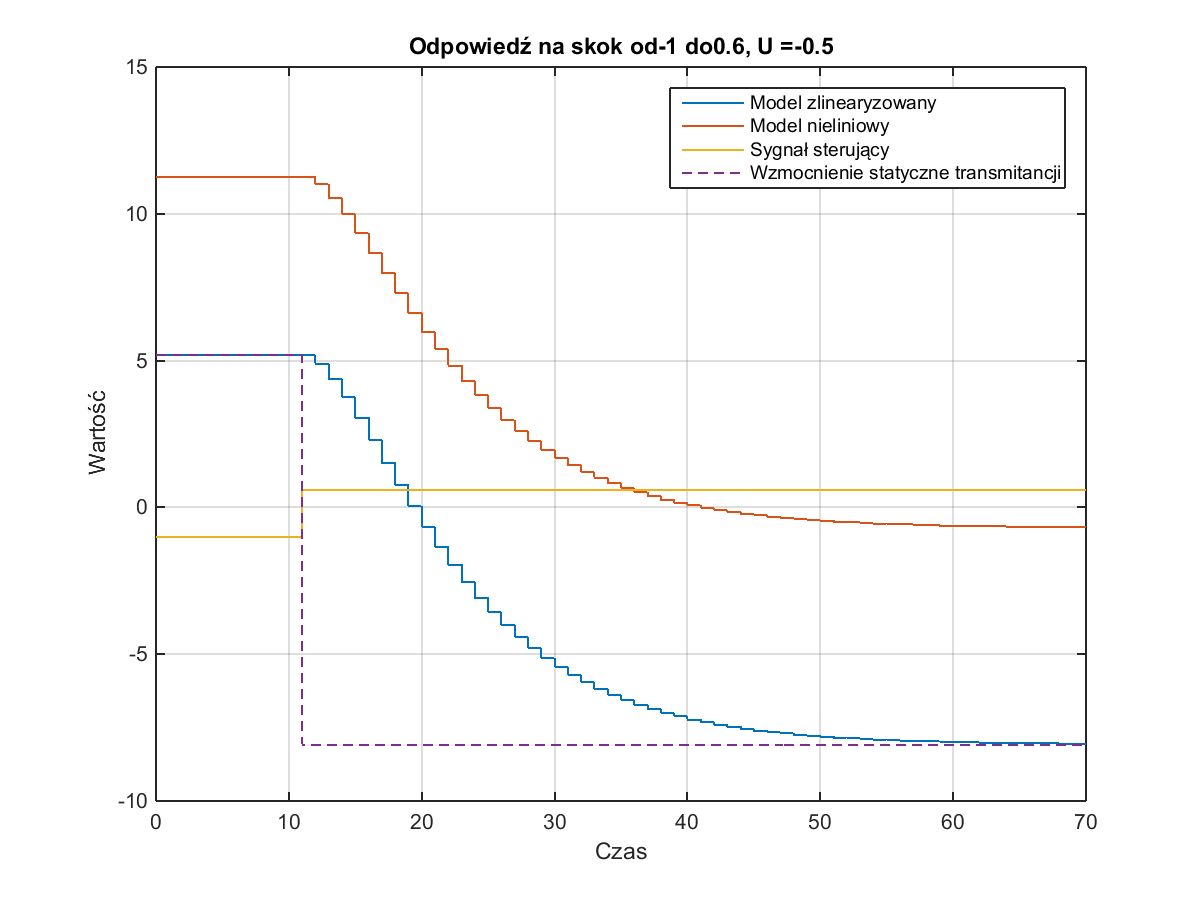 Odpowiedź na skok od-1 do0.6, U =-0.5
15
10
5
0
-5
-10
Wartość
Model zlinearyzowany
Model nieliniowy
Sygnał sterujący
Wzmocnienie statyczne transmitancji
0 10 20 30 40 50 60 70
Czas